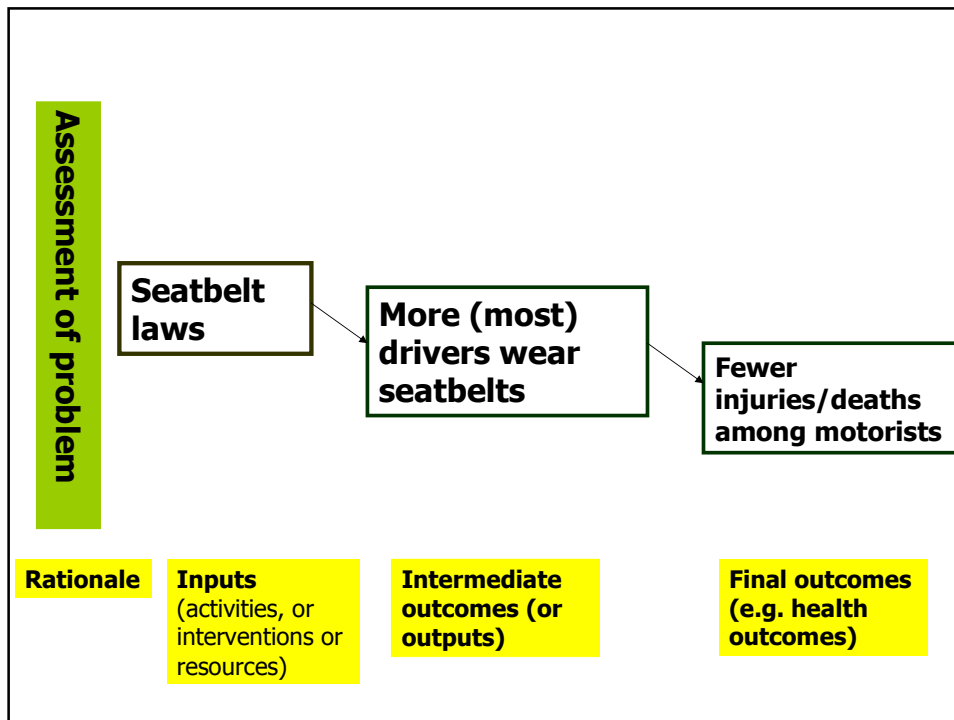 Assessment of problem
Seatbelt
laws
More (most)
drivers wear
seatbelts
Fewer
injuries/deaths
among motorists
Rationale
Inputs
(activities, or
interventions or
resources)
Intermediate
outcomes (or
outputs)
Final outcomes
(e.g. health
outcomes)